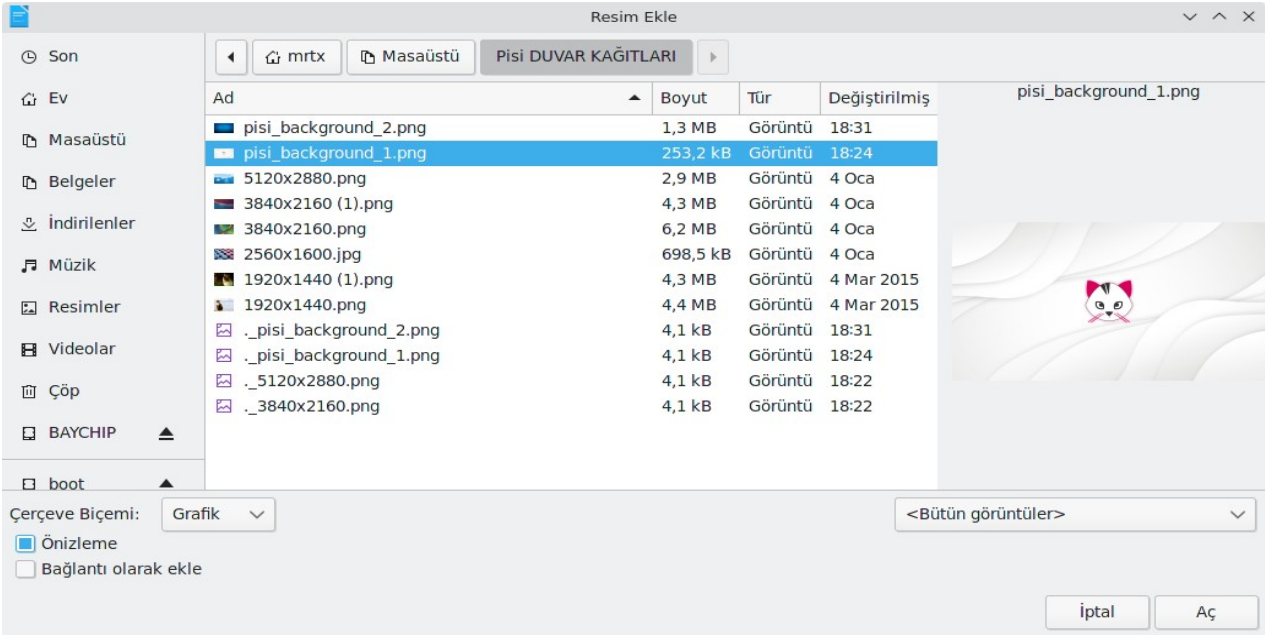 Resim Ekle
Son
Ev
Masaüstü
Belgeler
İndirilenler
Müzik
Resimler
Videolar
Çöp
BAYCHIP
boot
mrtx Masaüstü Pisi DUVAR KAĞITLARI
Ad Boyut Tür Değiştirilmiş
pisi_background_2.png 1,3 MB Görüntü 18:31
pisi_background_1.png 253,2 kB Görüntü 18:24
5120x2880.png 2,9 MB Görüntü 4 Oca
3840x2160 (1).png 4,3 MB Görüntü 4 Oca
3840x2160.png 6,2 MB Görüntü 4 Oca
2560x1600.jpg 698,5 kB Görüntü 4 Oca
1920x1440 (1).png 4,3 MB Görüntü 4 Mar 2015
1920x1440.png 4,4 MB Görüntü 4 Mar 2015
._pisi_background_2.png 4,1 kB Görüntü 18:31
._pisi_background_1.png 4,1 kB Görüntü 18:24
._5120x2880.png 4,1 kB Görüntü 18:22
._3840x2160.png 4,1 kB Görüntü 18:22
pisi_background_1.png
Çerçeve Biçemi: Grafik <Bütün görüntüler>
Önizleme
Bağlantı olarak ekle
İptal Aç